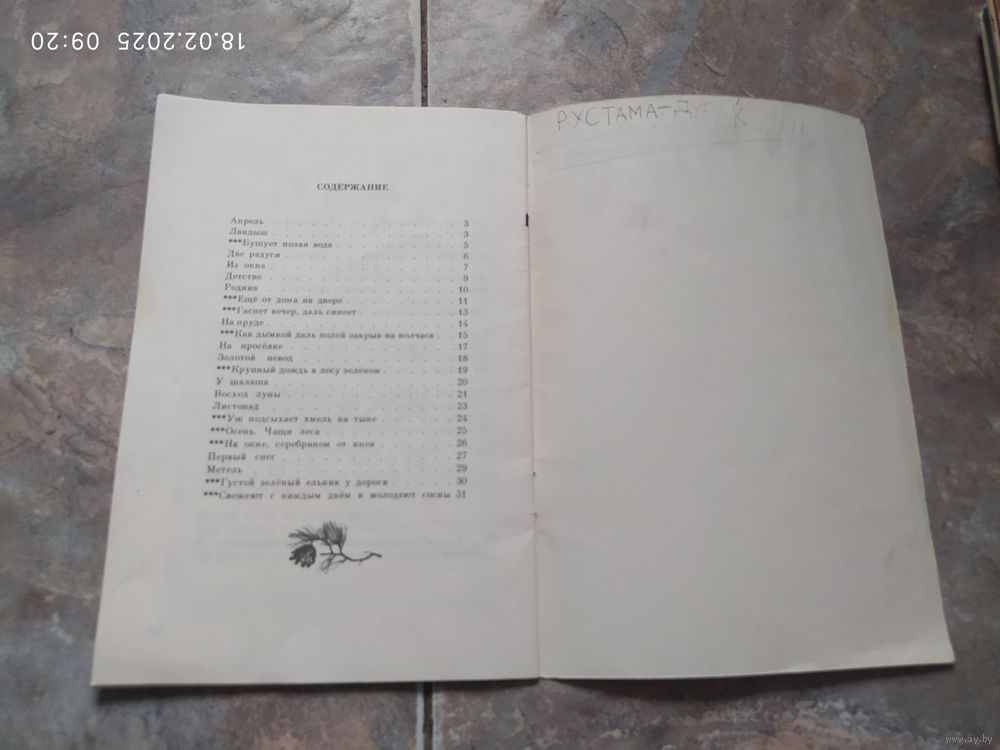 18.02.2025 09:20
РУСТАМА-ДУРАК
СОДЕРЖАНИЕ
Апрель . . . . . . . . . . . . . . . . 3
Ландыш . . . . . . . . . . . . . . . . 3
***Бушует полая вода . . . . . . . . . . 5
Две радуги . . . . . . . . . . . . . . . 6
Из окна . . . . . . . . . . . . . . . . 7
Детство . . . . . . . . . . . . . . . . 9
Родник . . . . . . . . . . . . . . . . 10
***Ещё от дома на дворе . . . . . . . . . 11
***Гаснет вечер, даль синеет . . . . . . . . 13
На пруде . . . . . . . . . . . . . . . . 14
***Как дымкой даль полей закрыв на полчаса . . 15
На просёлке . . . . . . . . . . . . . . 17
Золотой невод . . . . . . . . . . . . . 18
***Крупный дождь в лесу зелёном . . . . . . 19
У шалаша . . . . . . . . . . . . . . . 20
Восход луны . . . . . . . . . . . . . . 21
Листопад . . . . . . . . . . . . . . . . 23
***Уж подсыхает хмель на тыне . . . . . . . 24
***Осень. Чащи леса . . . . . . . . . . . 25
***На окне, серебряном от инея . . . . . . . 26
Первый снег . . . . . . . . . . . . . . 27
Метель . . . . . . . . . . . . . . . . 29
***Густой зелёный ельник у дороги . . . . . . 30
***Свежеют с каждым днём и молодеют сосны 31
www.ay.by